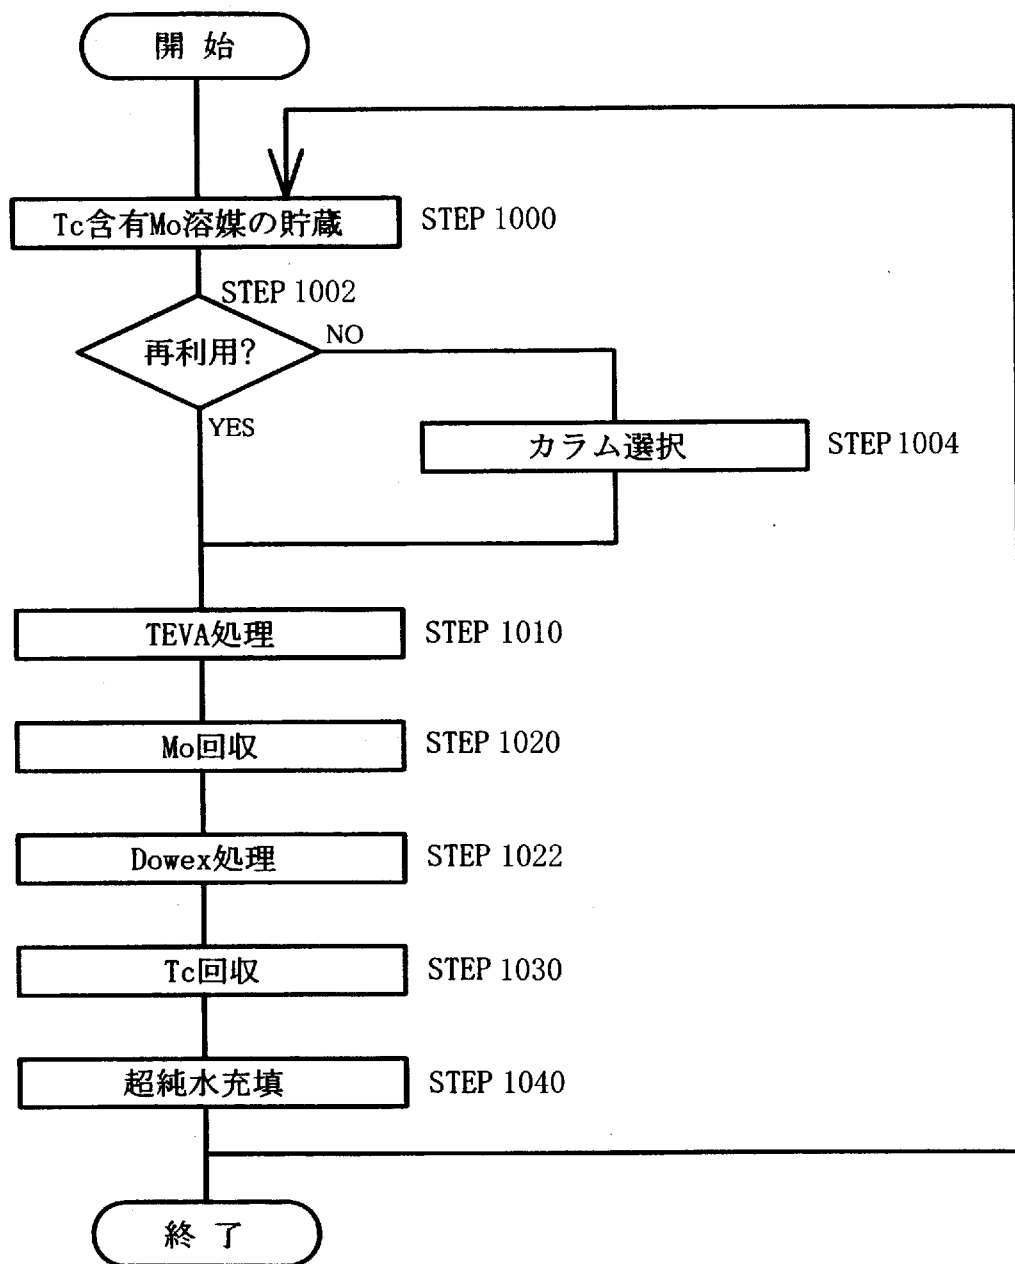 開 始
Tc含有Mo溶媒の貯蔵 STEP 1000
STEP 1002
再利用?
NO
YES
カラム選択 STEP 1004
TEVA処理 STEP 1010
Mo回収 STEP 1020
Dowex処理 STEP 1022
Tc回収 STEP 1030
超純水充填 STEP 1040
終 了